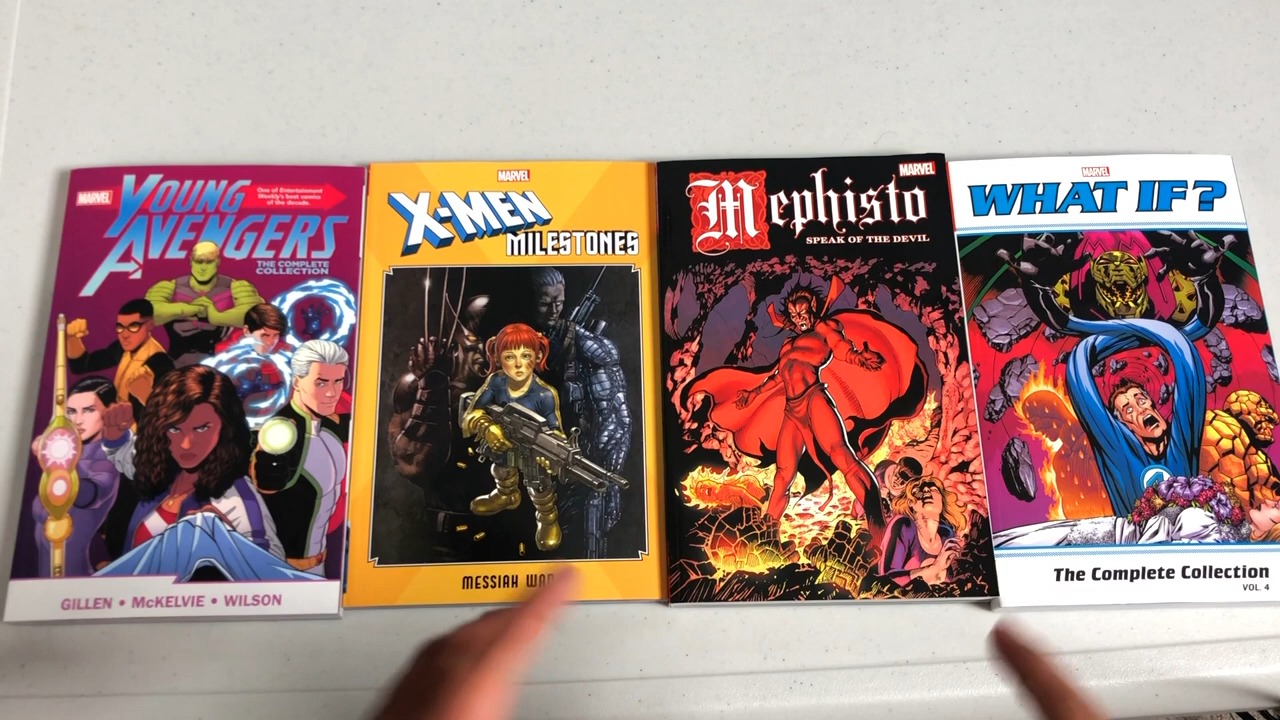 MARVEL
YOUNG
AVENGERS
One of Entertainment
Weekly's best comics
of the decade.
THE COMPLETE
COLLECTION
GILLEN • McKELVIE • WILSON
MARVEL
X-MEN
MILESTONES
MESSIAH
MARVEL
Mephisto
SPEAK OF THE DEVIL
MARVEL
WHAT IF?
The Complete Collection
VOL. 4